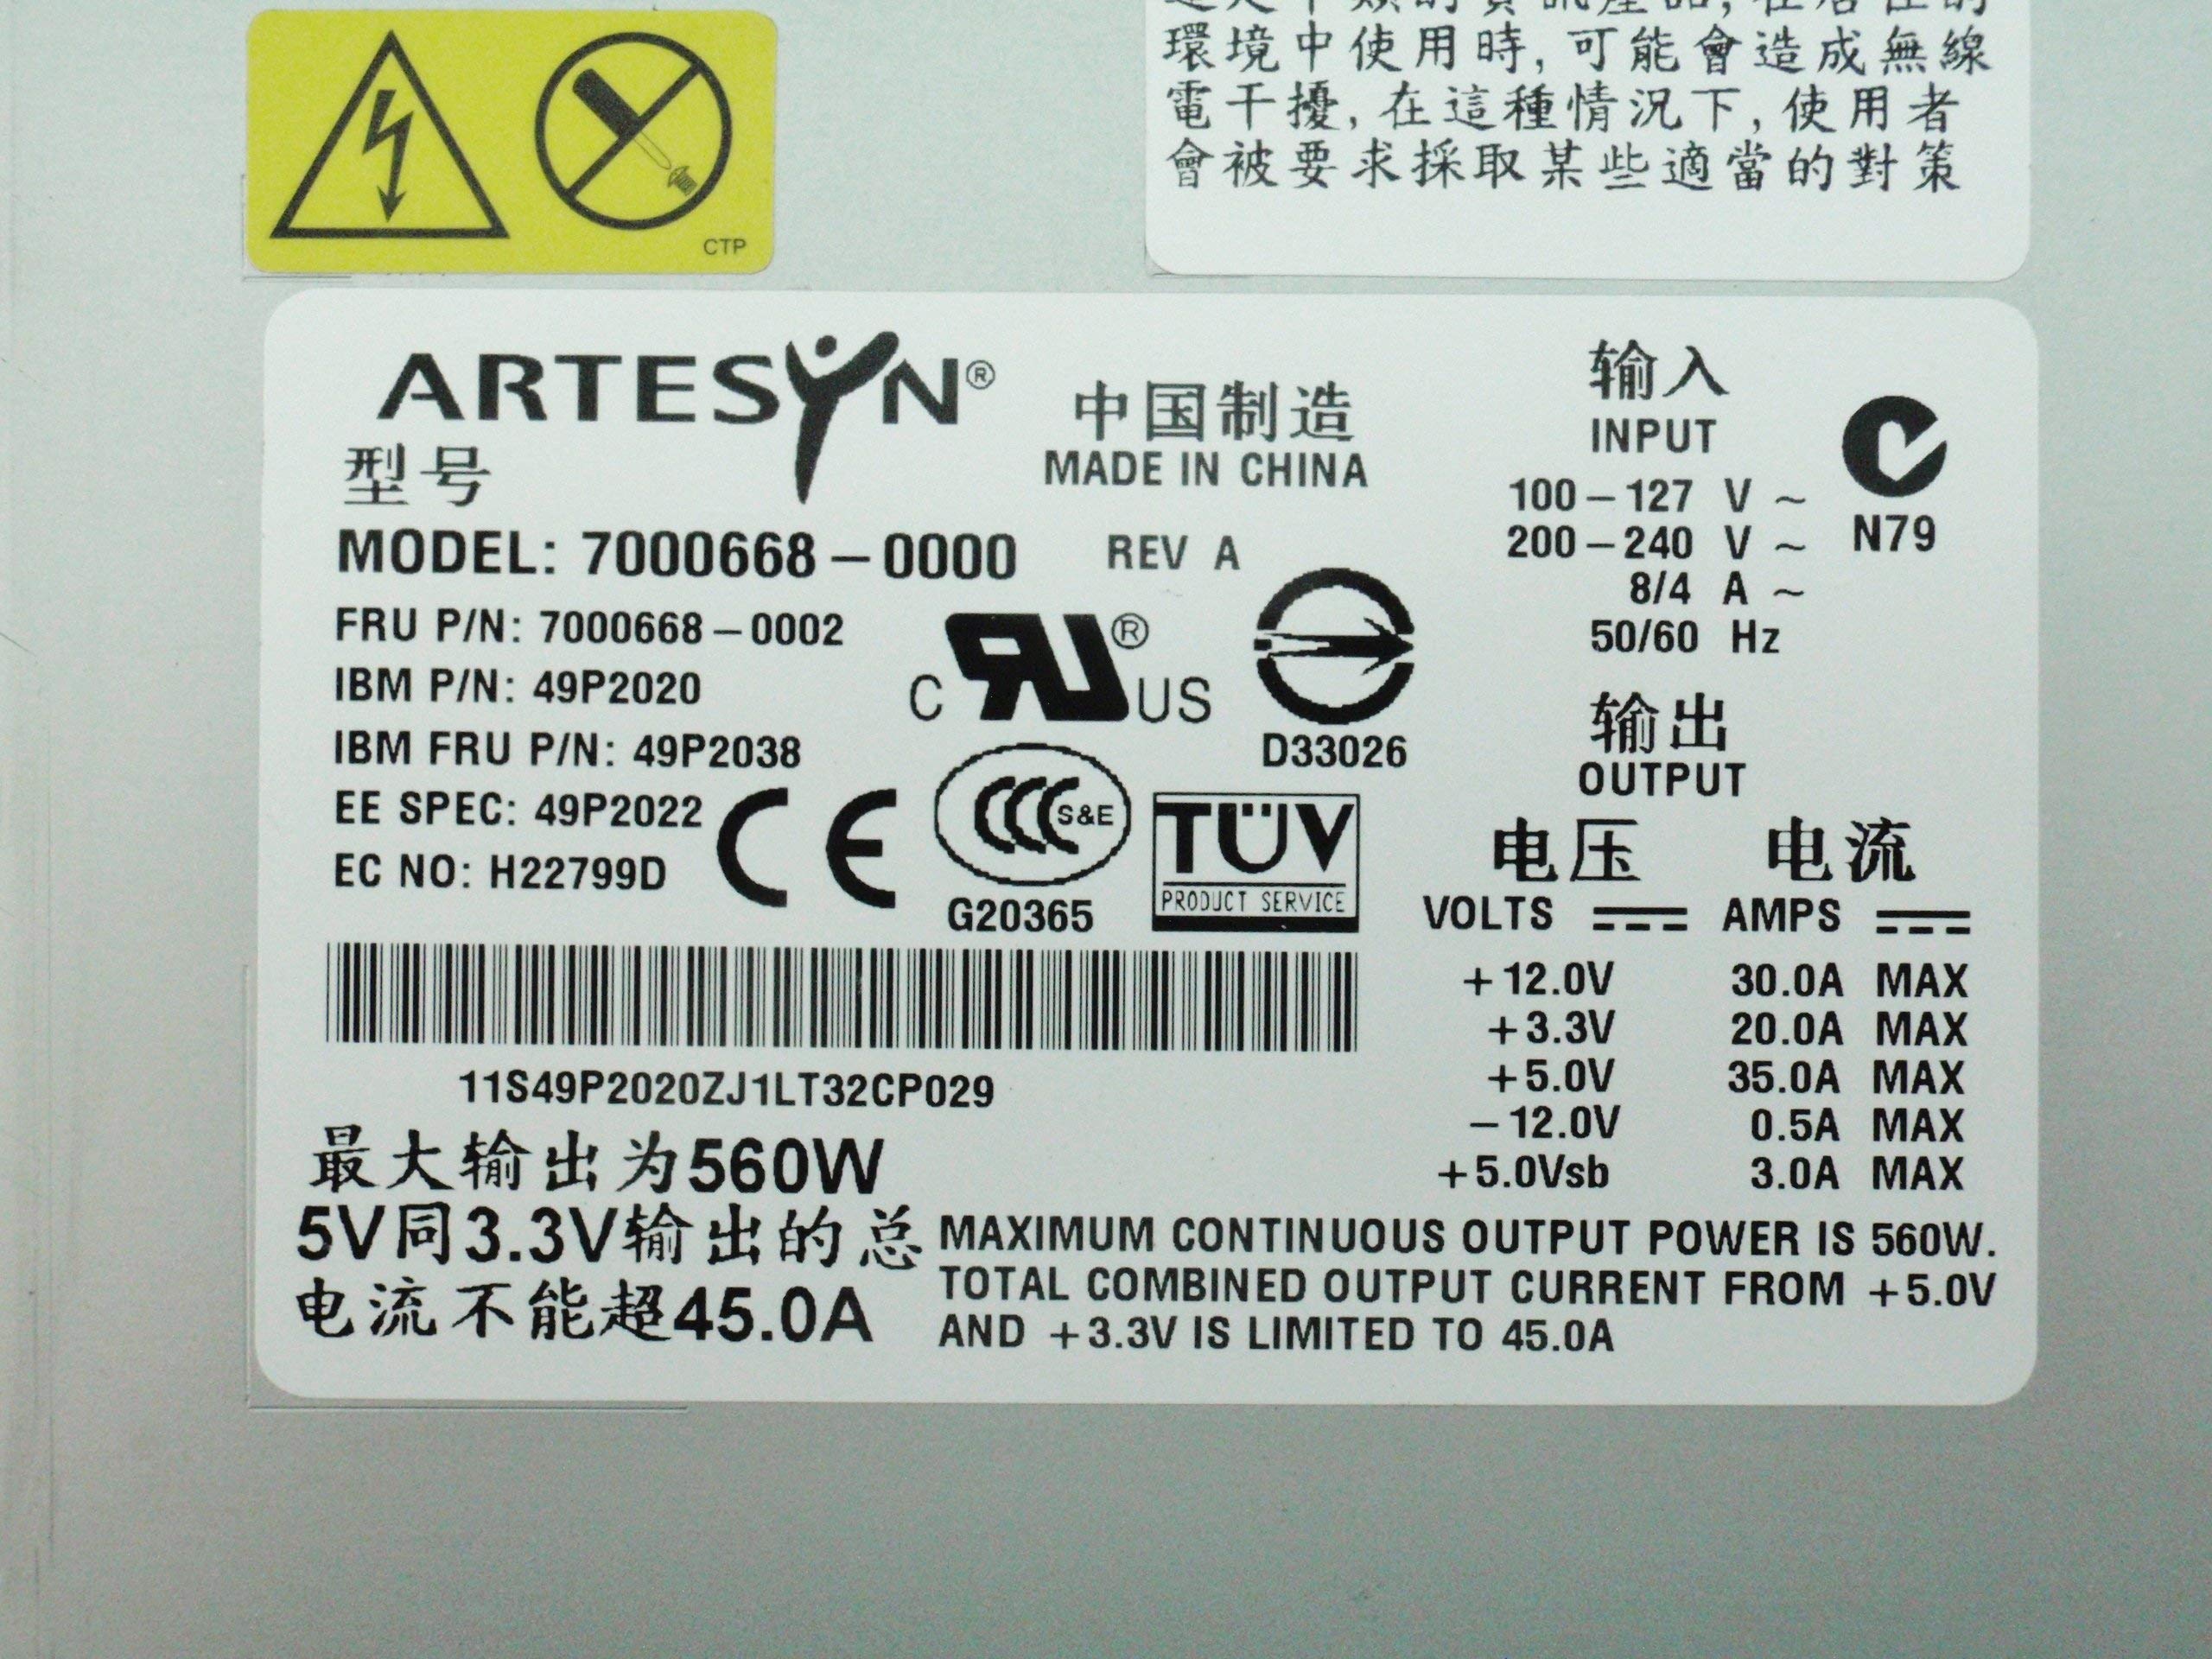 CTP
環境中使用時,可能會造成無線
電干擾,在這種情況下,使用者
會被要求採取某些適當的對策
ARTESYN®
中国制造
MADE IN CHINA
型号
MODEL: 7000668-0000 REV A
FRU P/N: 7000668-0002
IBM P/N: 49P2020
IBM FRU P/N: 49P2038
EE SPEC: 49P2022
EC NO: H22799D
C RU® US
D33026
CE
CCC S&E
G20365
TÜV
PRODUCT SERVICE
输入
INPUT
100-127 V ~
200-240 V ~
8/4 A ~
50/60 Hz
N79
输出
OUTPUT
电压 电流
VOLTS AMPS
+12.0V 30.0A MAX
+3.3V 20.0A MAX
+5.0V 35.0A MAX
-12.0V 0.5A MAX
+5.0Vsb 3.0A MAX
11S49P2020ZJ1LT32CP029
最大输出为560W
5V同3.3V输出的总
电流不能超45.0A
MAXIMUM CONTINUOUS OUTPUT POWER IS 560W.
TOTAL COMBINED OUTPUT CURRENT FROM +5.0V
AND +3.3V IS LIMITED TO 45.0A